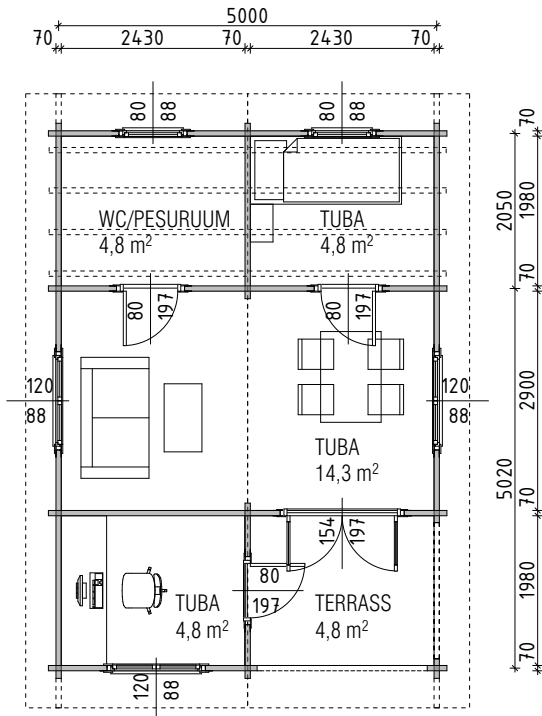 5000
70 2430 70 2430 70
80 88
80 88
70
WC/PESURUUM
4,8 m²
TUBA
4,8 m²
2050
1980
70
80 197
80 197
120
88
120
88
2900
TUBA
14,3 m²
5020
70
154 197
80
197
TUBA
4,8 m²
TERRASS
4,8 m²
1980
120 88
70